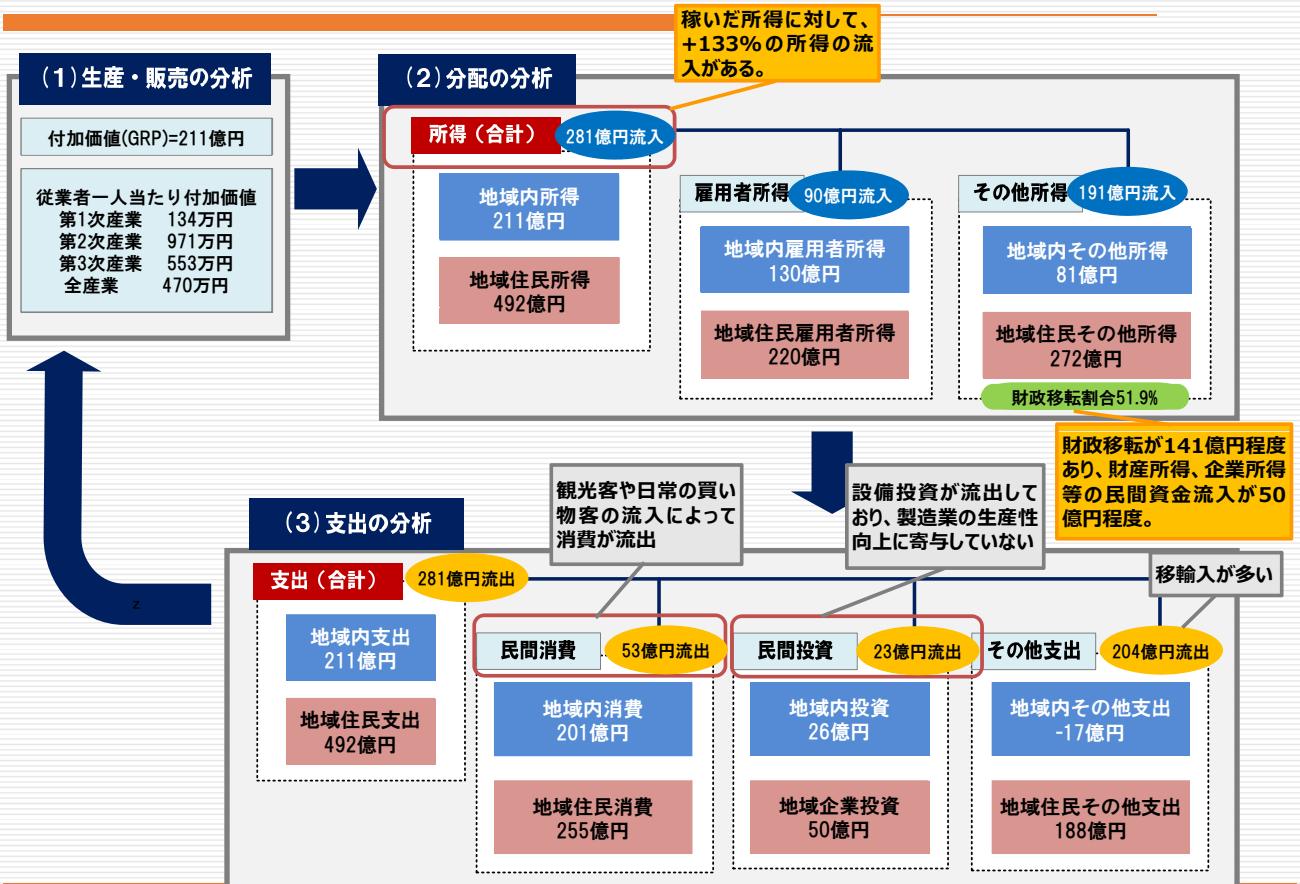 稼いだ所得に対して、
+133%の所得の流
入がある。
(1)生産・販売の分析
付加価値(GRP)=211億円
従業者一人当たり付加価値
第1次産業 134万円
第2次産業 971万円
第3次産業 553万円
全産業 470万円
(2)分配の分析
所得(合計)
281億円流入
地域内所得
211億円
地域住民所得
492億円
雇用者所得
90億円流入
地域内雇用者所得
130億円
地域住民雇用者所得
220億円
その他所得
191億円流入
地域内その他所得
81億円
地域住民その他所得
272億円
財政移転割合51.9%
財政移転が141億円程度
あり、財産所得、企業所得
等の民間資金流入が50
億円程度。
観光客や日常の買い
物客の流入によって
消費が流出
設備投資が流出して
おり、製造業の生産性
向上に寄与していない
移輸入が多い
(3)支出の分析
支出(合計)
281億円流出
地域内支出
211億円
地域住民支出
492億円
民間消費
53億円流出
地域内消費
201億円
地域住民消費
255億円
民間投資
23億円流出
地域内投資
26億円
地域企業投資
50億円
その他支出
204億円流出
地域内その他支出
-17億円
地域住民その他支出
188億円
z